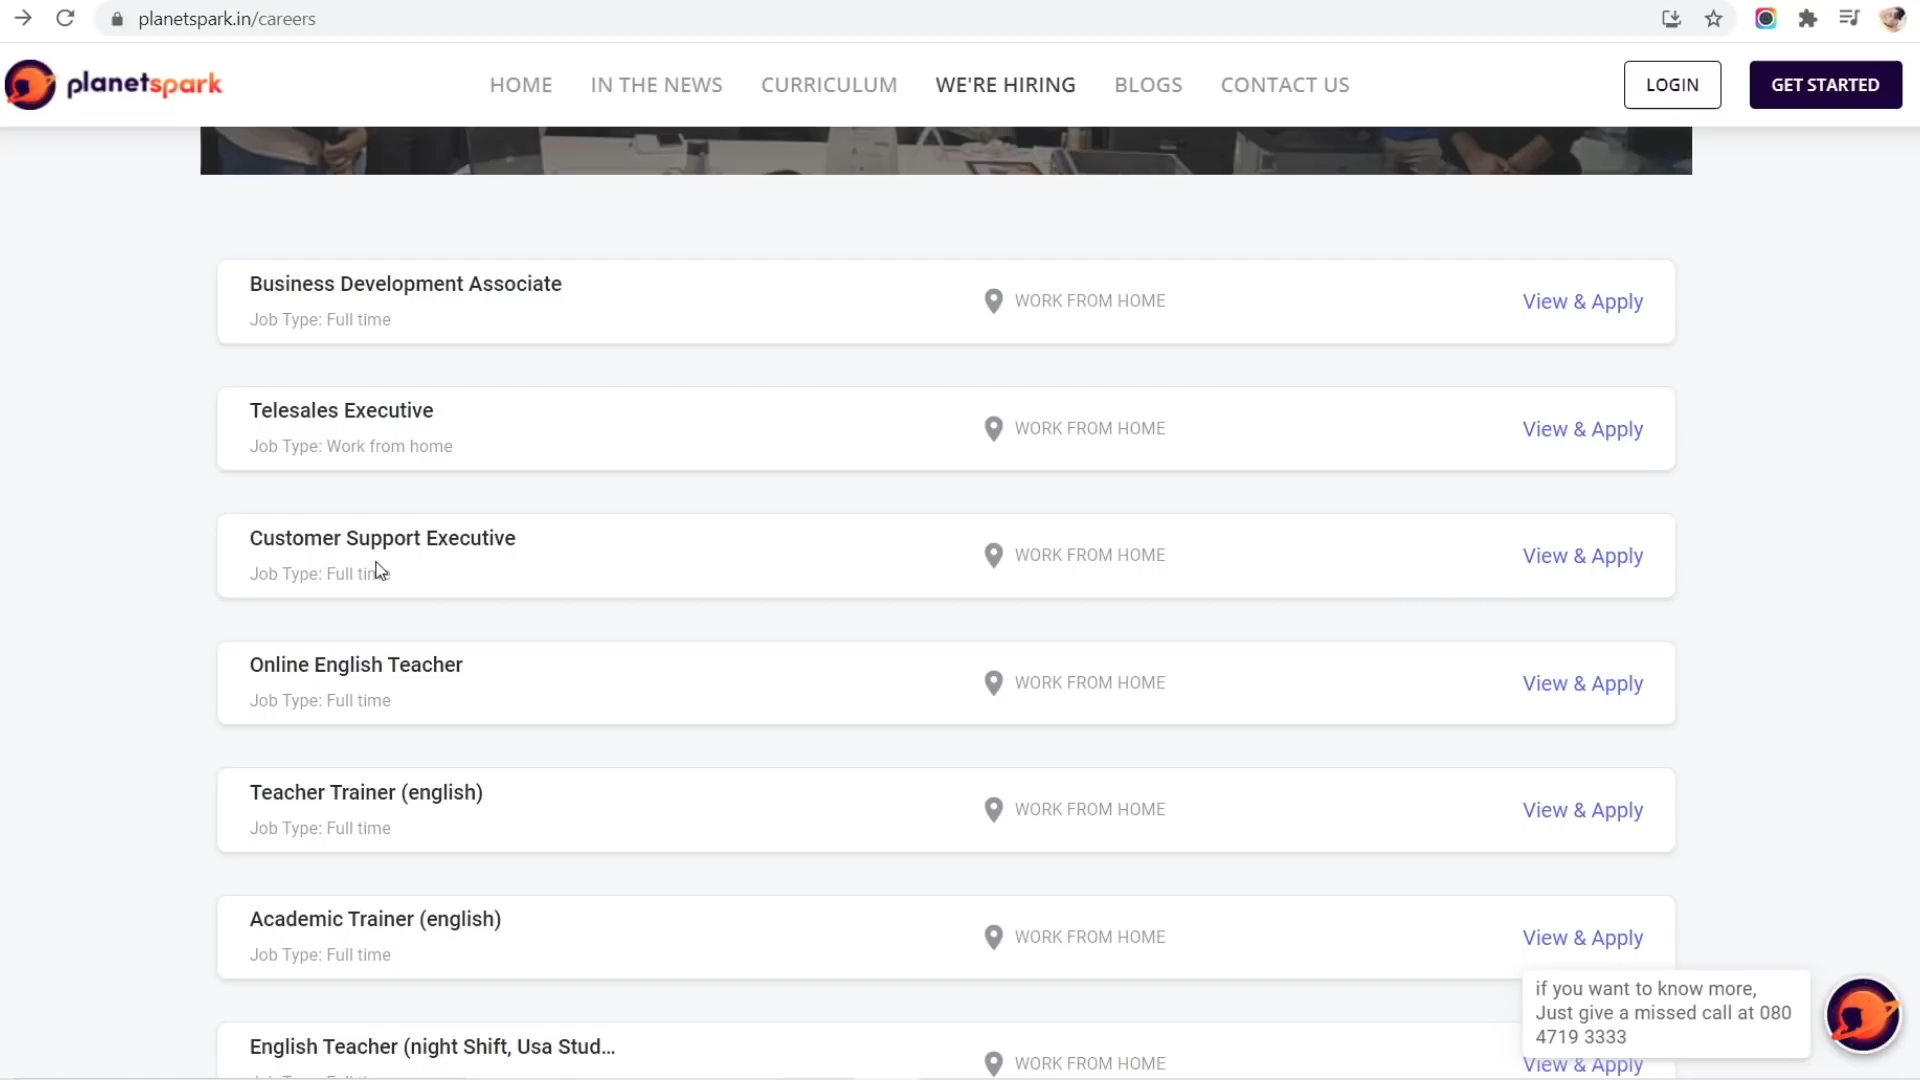 planetspark.in/careers
planetspark
HOME
IN THE NEWS
CURRICULUM
WE'RE HIRING
BLOGS
CONTACT US
LOGIN
GET STARTED
Business Development Associate
Job Type: Full time
WORK FROM HOME
View & Apply
Telesales Executive
Job Type: Work from home
WORK FROM HOME
View & Apply
Customer Support Executive
Job Type: Full time
WORK FROM HOME
View & Apply
Online English Teacher
Job Type: Full time
WORK FROM HOME
View & Apply
Teacher Trainer (english)
Job Type: Full time
WORK FROM HOME
View & Apply
Academic Trainer (english)
Job Type: Full time
WORK FROM HOME
View & Apply
English Teacher (night Shift, Usa Stud...
WORK FROM HOME
View & Apply
if you want to know more,
Just give a missed call at 080
4719 3333